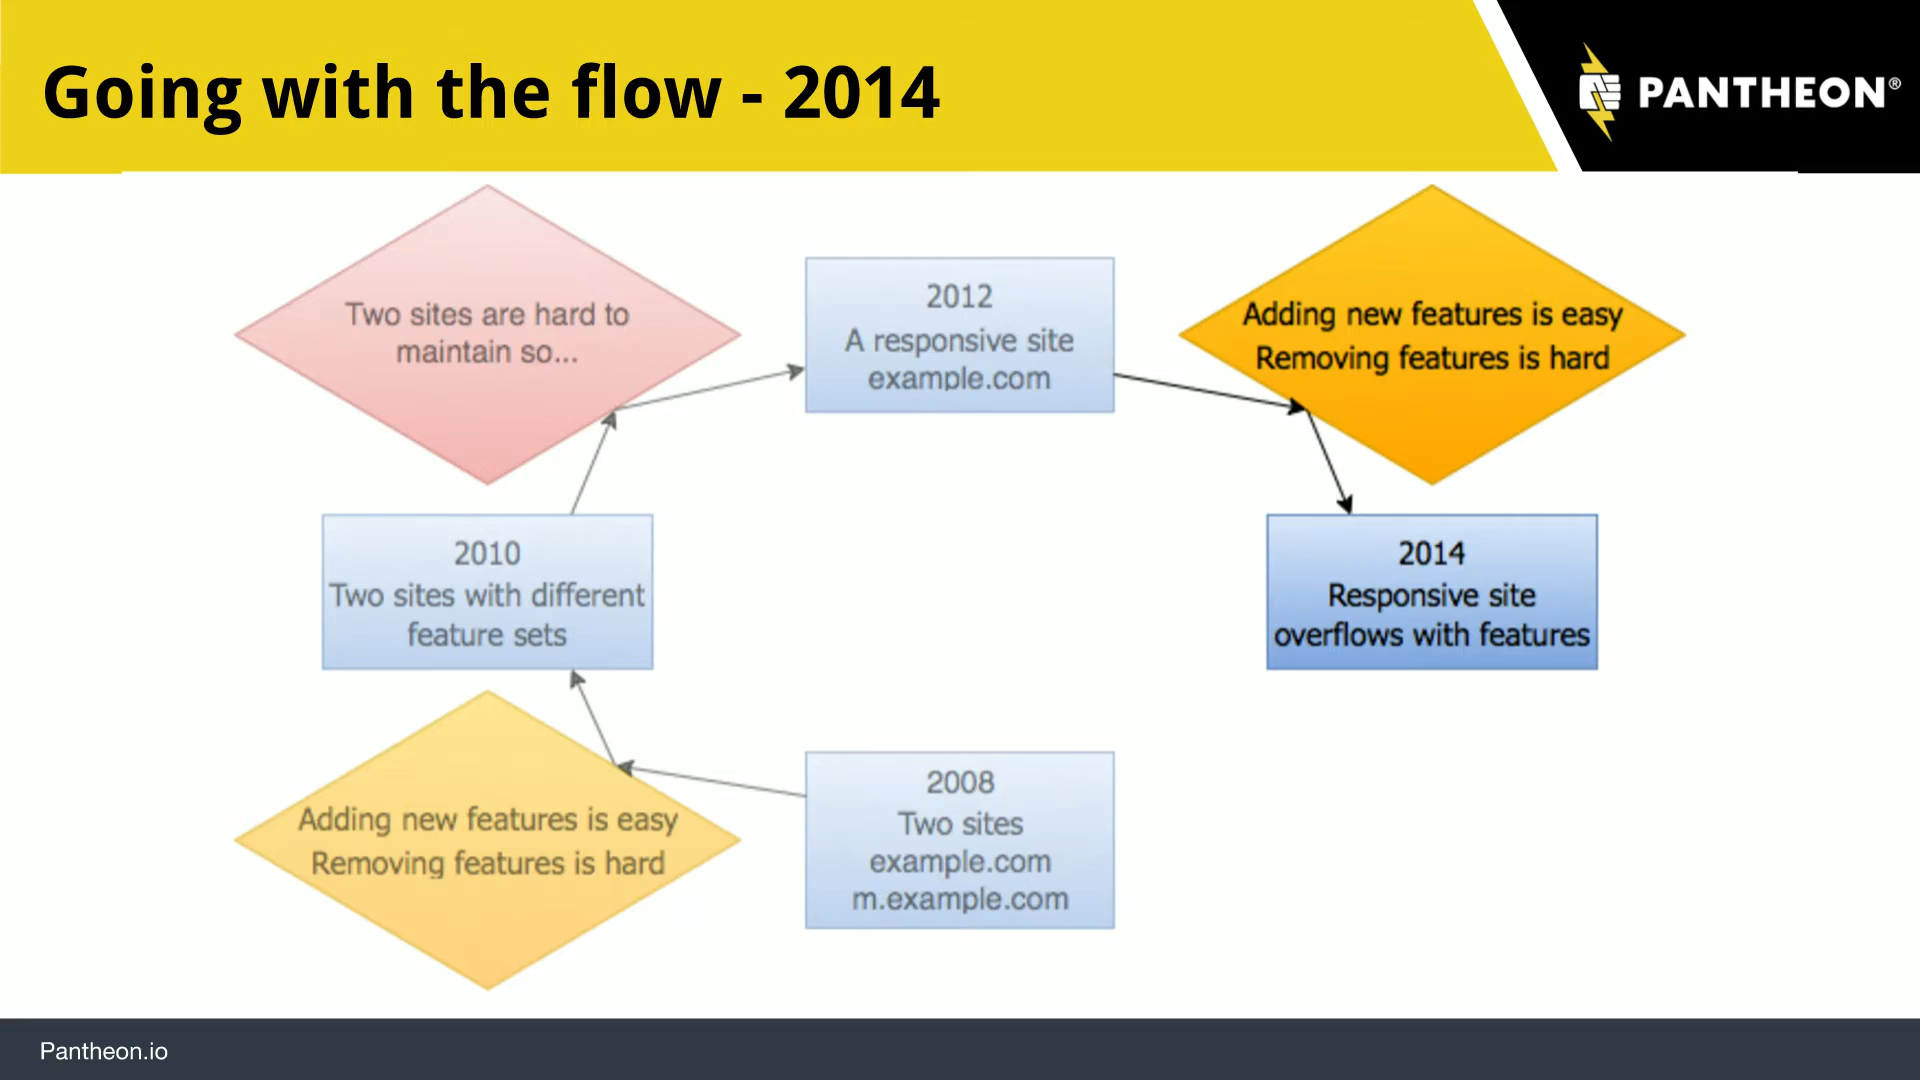 Going with the flow - 2014
PANTHEON®
Two sites are hard to
maintain so...
2012
A responsive site
example.com
Adding new features is easy
Removing features is hard
2010
Two sites with different
feature sets
2014
Responsive site
overflows with features
Adding new features is easy
Removing features is hard
2008
Two sites
example.com
m.example.com
Pantheon.io